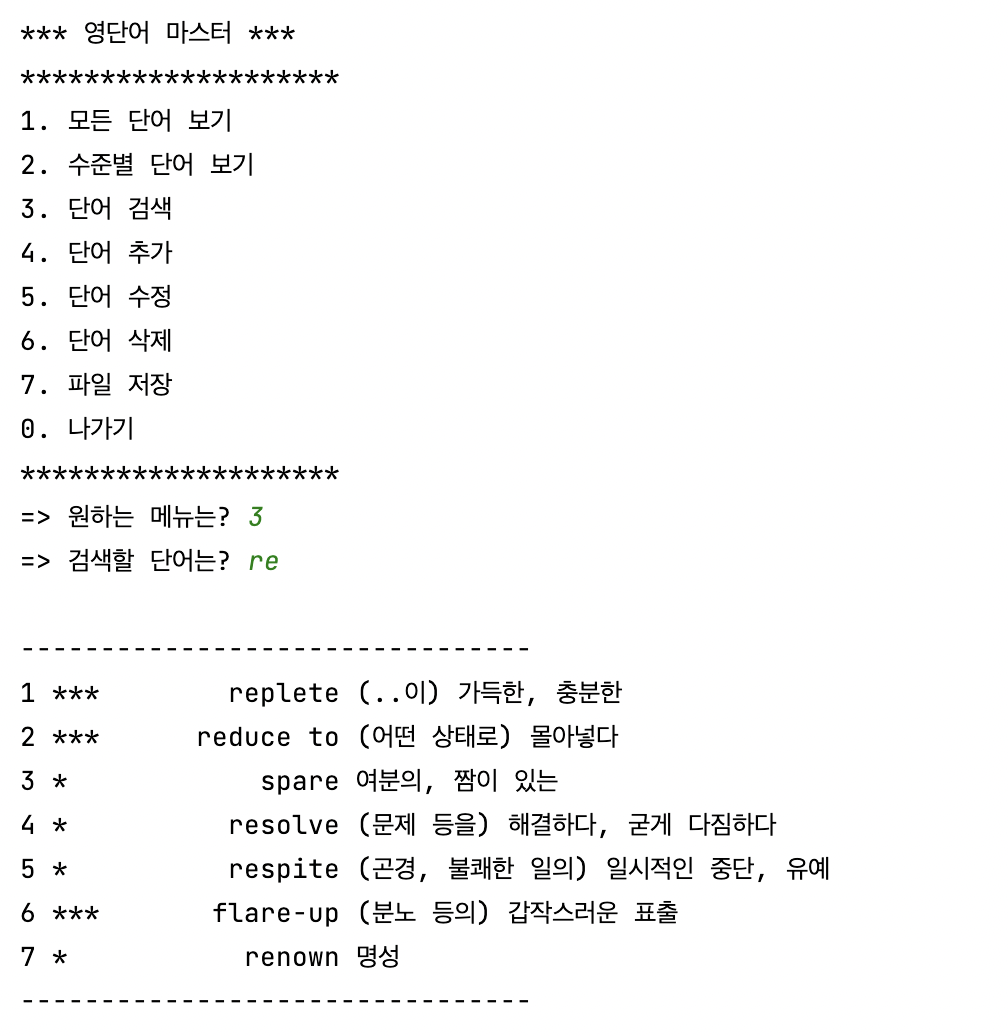 *** 영단어 마스터 ***
********************
1. 모든 단어 보기
2. 수준별 단어 보기
3. 단어 검색
4. 단어 추가
5. 단어 수정
6. 단어 삭제
7. 파일 저장
0. 나가기
********************
=> 원하는 메뉴는? 3
=> 검색할 단어는? re

--------------------------------
1 ***        replete (..이) 가득한, 충분한
2 ***      reduce to (어떤 상태로) 몰아넣다
3 *            spare 여분의, 짬이 있는
4 *          resolve (문제 등을) 해결하다, 굳게 다짐하다
5 *          respite (곤경, 불쾌한 일의) 일시적인 중단, 유예
6 ***       flare-up (분노 등의) 갑작스러운 표출
7 *           renown 명성
--------------------------------